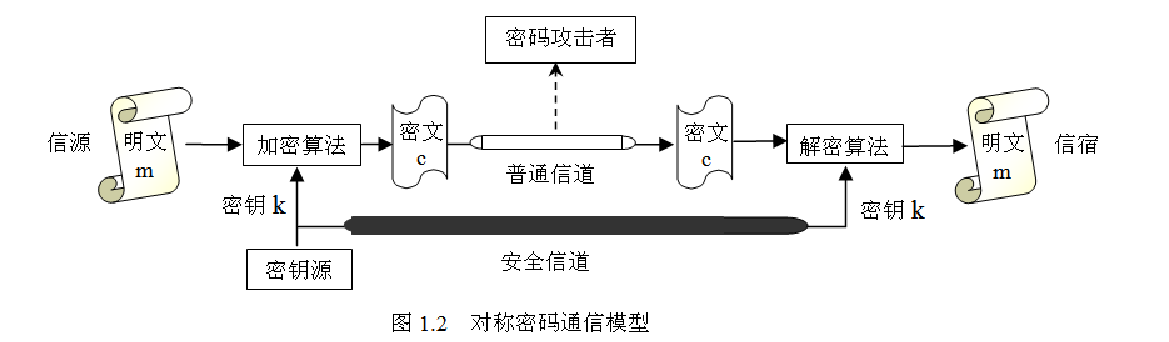 密码攻击者
信源
明文
m
加密算法
密文
c
普通信道
密文
c
解密算法
明文
m
信宿
密钥k
密钥k
密钥源
安全信道
图 1.2 对称密码通信模型